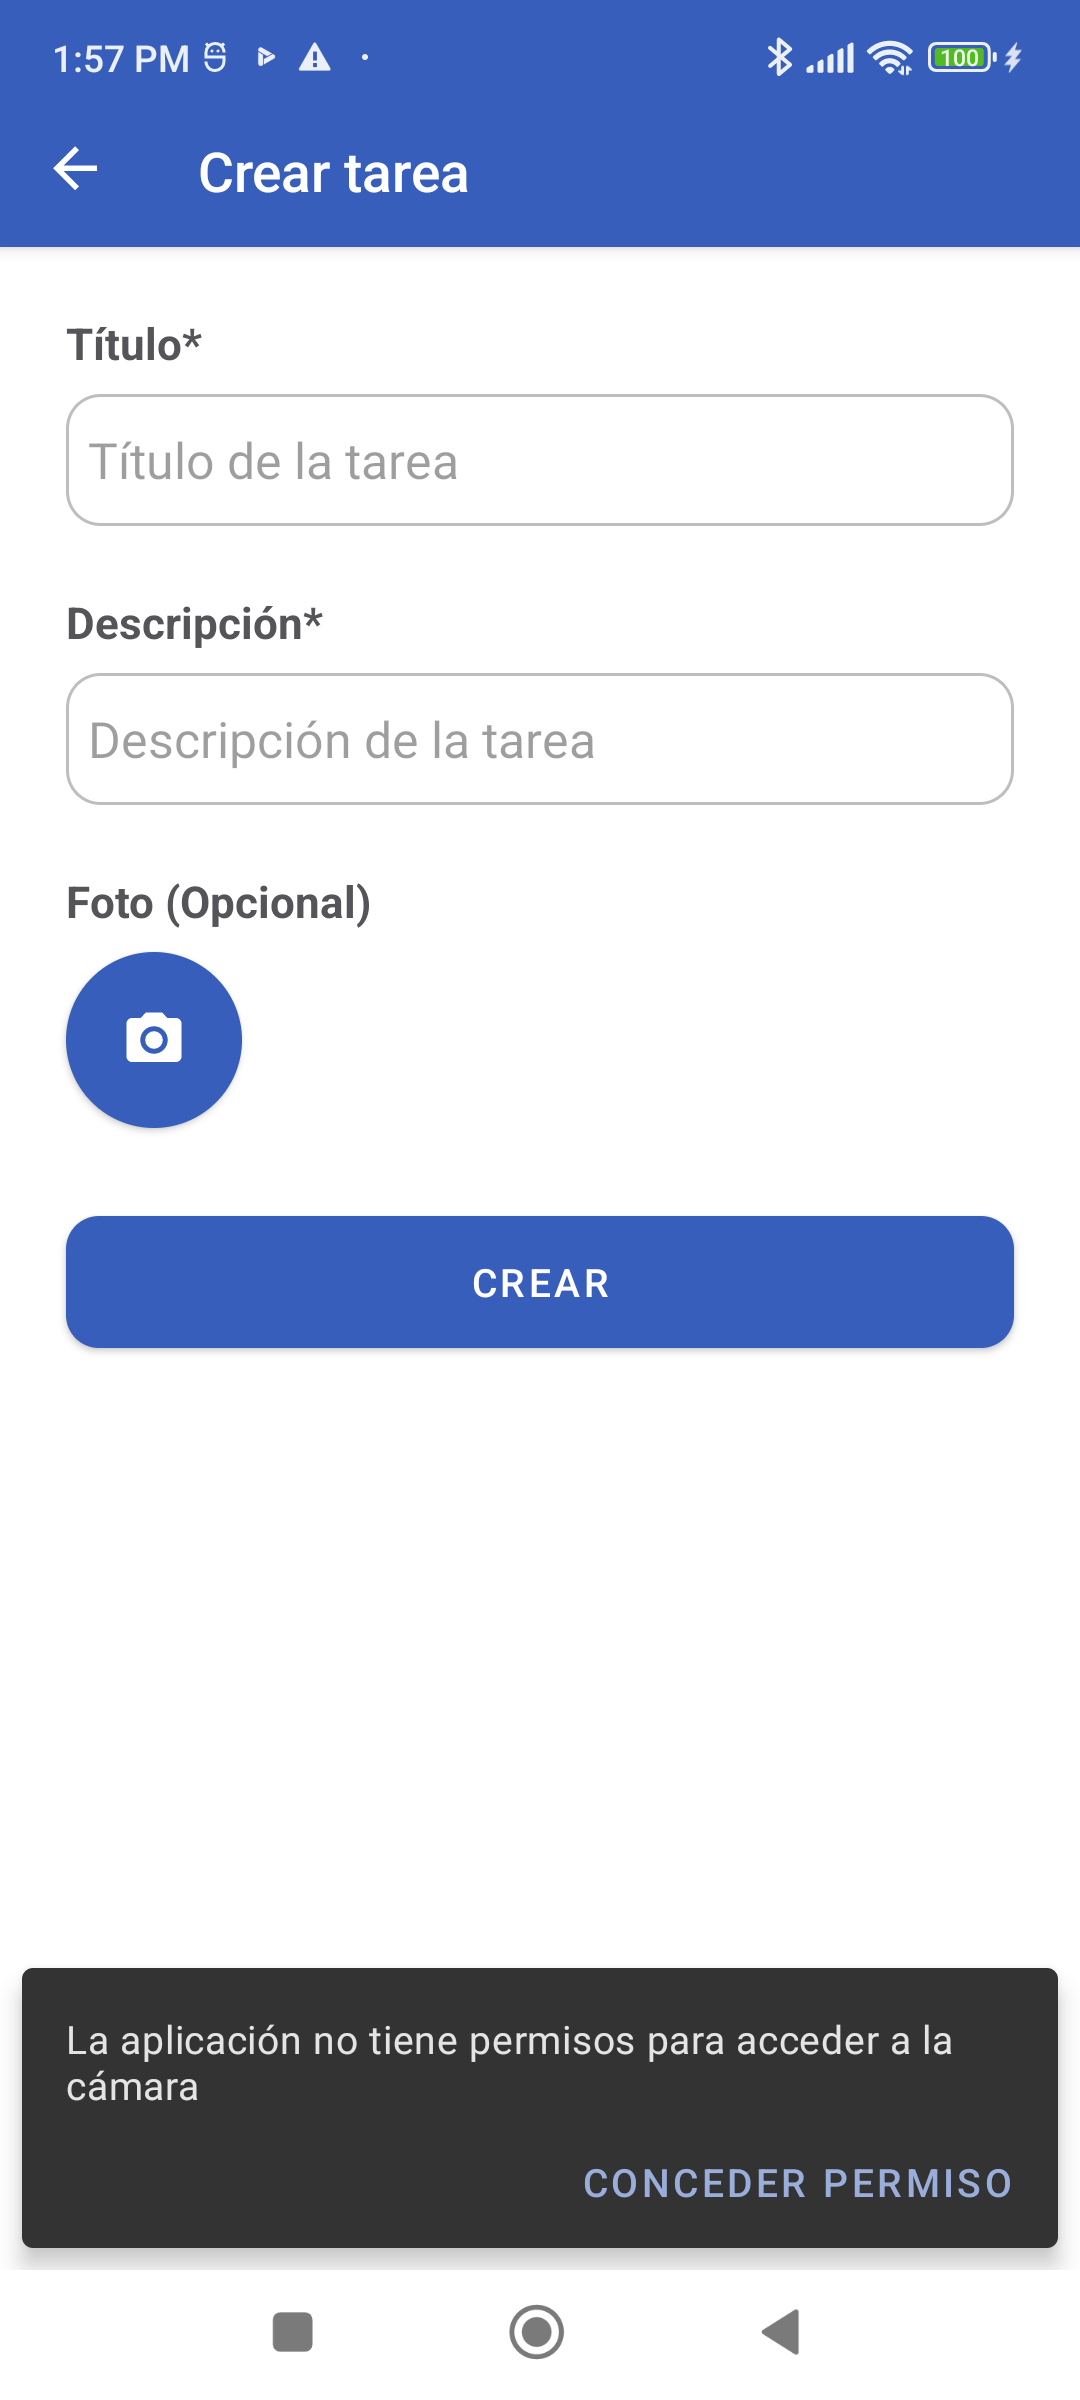 1:57 PM
100
Crear tarea
Título*
Título de la tarea
Descripción*
Descripción de la tarea
Foto (Opcional)
CREAR
La aplicación no tiene permisos para acceder a la
cámara
CONCEDER PERMISO